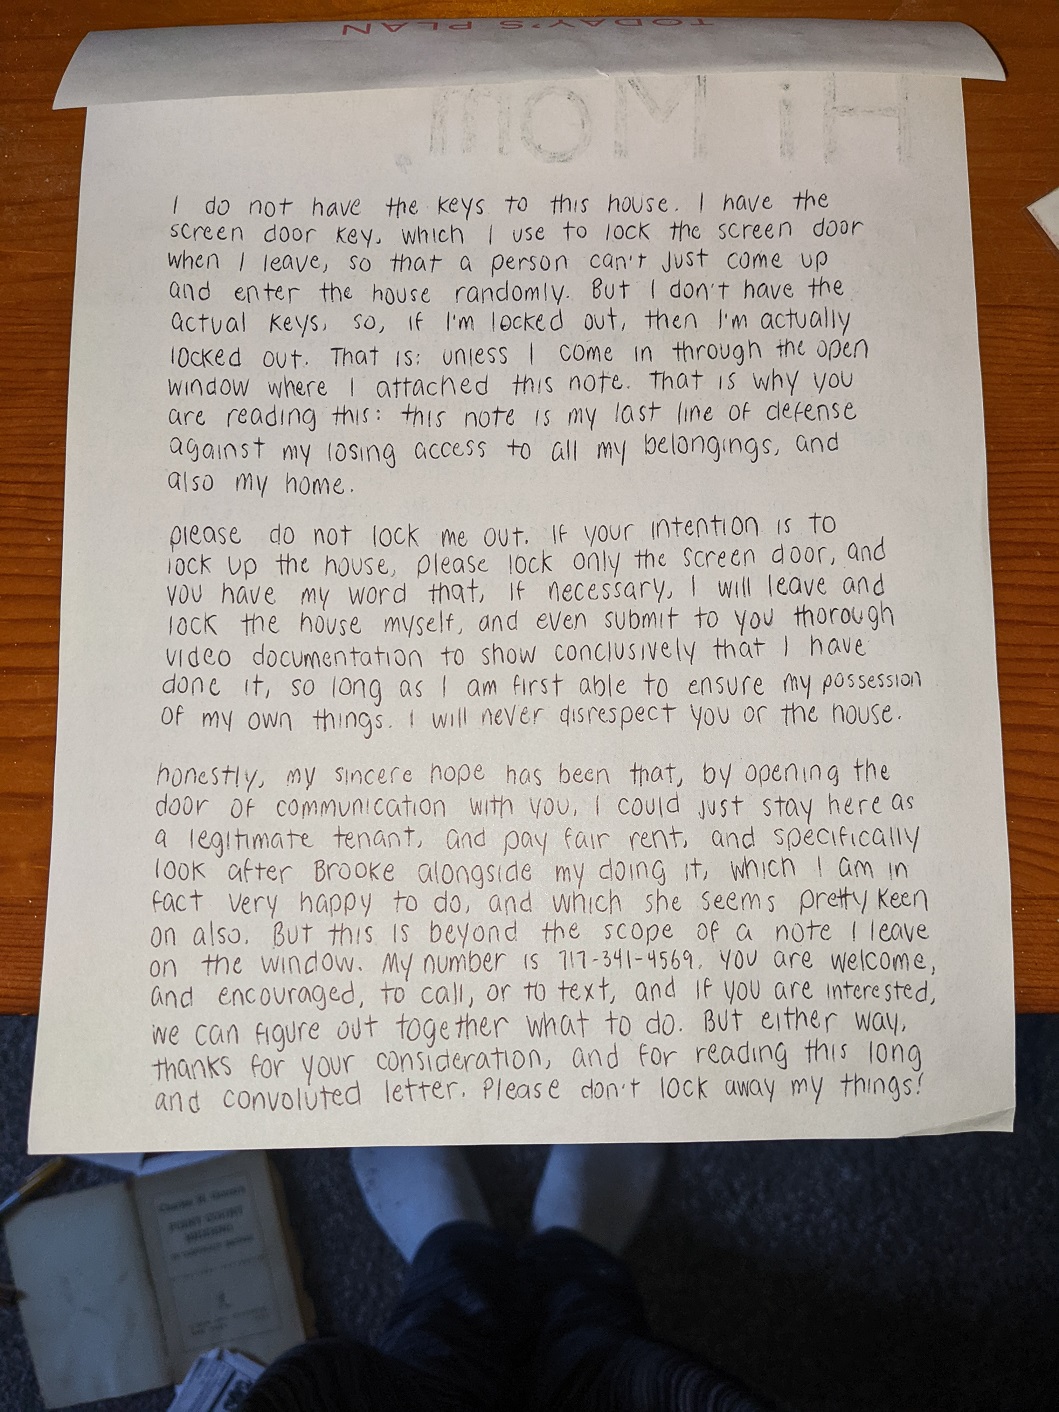 TODAY'S PLAN
Hi Mom,
I do not have the keys to this house. I have the
screen door key, which I use to lock the screen door
when I leave, so that a person can't just come up
and enter the house randomly. But I don't have the
actual keys, so, if I'm locked out, then I'm actually
locked out. That is: unless I come in through the open
window where I attached this note. That is why you
are reading this: this note is my last line of defense
against my losing access to all my belongings, and
also my home.
please do not lock me out. If your intention is to
lock up the house, please lock only the screen door, and
you have my word that, if necessary, I will leave and
lock the house myself, and even submit to you thorough
video documentation to show conclusively that I have
done it, so long as I am first able to ensure my possession
of my own things. I will never disrespect you or the house.
honestly, my sincere hope has been that, by opening the
door of communication with you, I could just stay here as
a legitimate tenant, and pay fair rent, and specifically
look after Brooke alongside my doing it, which I am in
fact very happy to do, and which she seems pretty keen
on also. But this is beyond the scope of a note I leave
on the window. My number is 717-341-4569. you are welcome,
and encouraged, to call, or to text, and if you are interested,
we can figure out together what to do. But either way,
thanks for your consideration, and for reading this long
and convoluted letter. Please don't lock away my things!